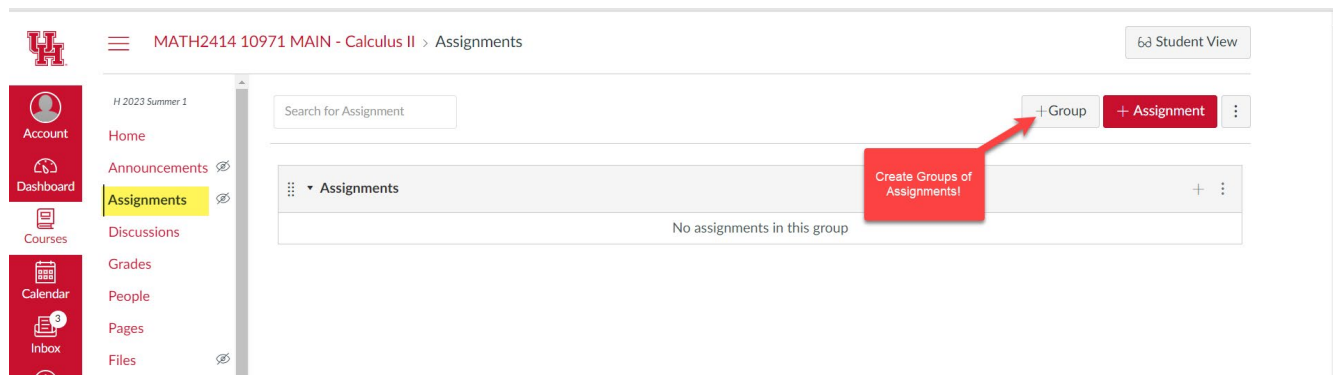 UH
MATH2414 10971 MAIN - Calculus II > Assignments
Student View
H 2023 Summer 1
Search for Assignment
+Group
+ Assignment
Account
Home
Announcements
Dashboard
Assignments
Assignments
Create Groups of
Assignments!
No assignments in this group
Courses
Discussions
Grades
Calendar
People
3
Inbox
Pages
Files